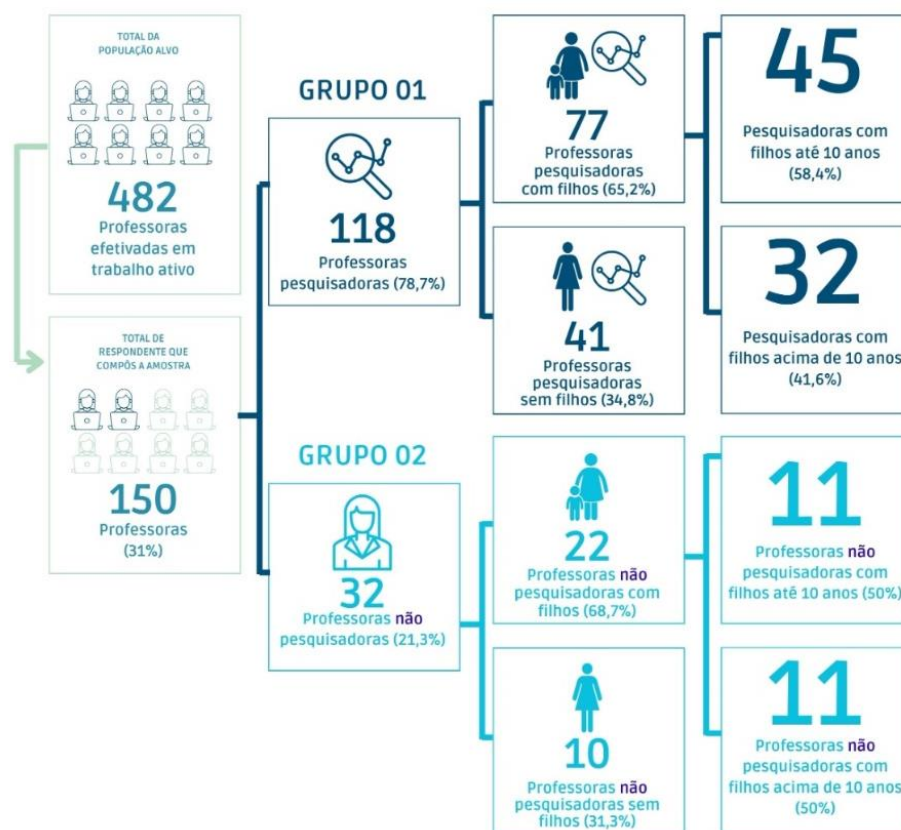 TOTAL DA
POPULAÇÃO ALVO
482
Professoras
efetivadas em
trabalho ativo
TOTAL DE
RESPONDENTE QUE
COMPÔS A AMOSTRA
150
Professoras
(31%)
GRUPO 01
118
Professoras
pesquisadoras (78,7%)
77
Professoras
pesquisadoras
com filhos (65,2%)
41
Professoras
pesquisadoras
sem filhos (34,8%)
45
Pesquisadoras com
filhos até 10 anos
(58,4%)
32
Pesquisadoras com
filhos acima de 10 anos
(41,6%)
GRUPO 02
32
Professoras não
pesquisadoras (21,3%)
22
Professoras não
pesquisadoras com
filhos (68,7%)
10
Professoras não
pesquisadoras sem
filhos (31,3%)
11
Professoras não
pesquisadoras com
filhos até 10 anos (50%)
11
Professoras não
pesquisadoras com
filhos acima de 10 anos
(50%)